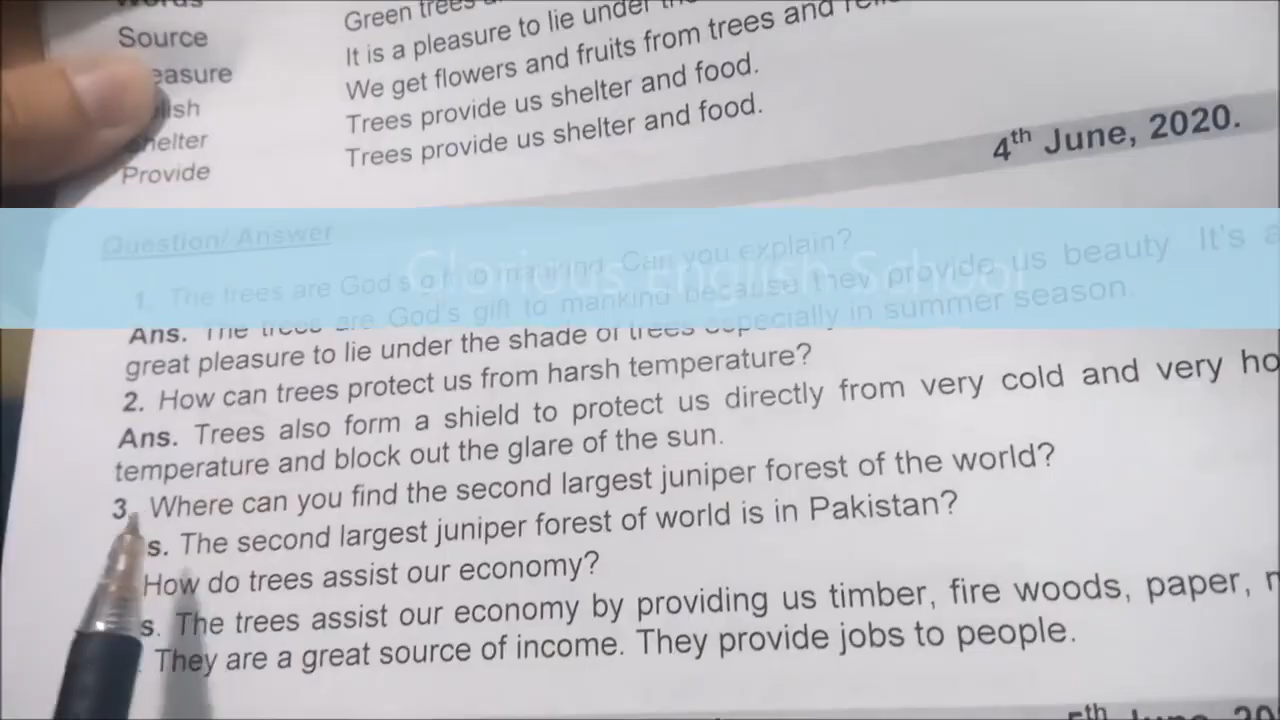 Words
Green trees
Source
It is a pleasure to lie under
easure
We get flowers and fruits from trees and
lish
Trees provide us shelter and food.
helter
Trees provide us shelter and food.
Provide
4th June, 2020.
Question/ Answer
Glorious English School
1. The trees are God's to mankind. Can you explain?
Ans. The trees are God's gift to mankind because they provide us beauty It's a
great pleasure to lie under the shade of trees especially in summer season.
2. How can trees protect us from harsh temperature?
Ans. Trees also form a shield to protect us directly from very cold and very ho
temperature and block out the glare of the sun.
3. Where can you find the second largest juniper forest of the world?
s. The second largest juniper forest of world is in Pakistan?
How do trees assist our economy?
s. The trees assist our economy by providing us timber, fire woods, paper,
They are a great source of income. They provide jobs to people.
5th June, 20